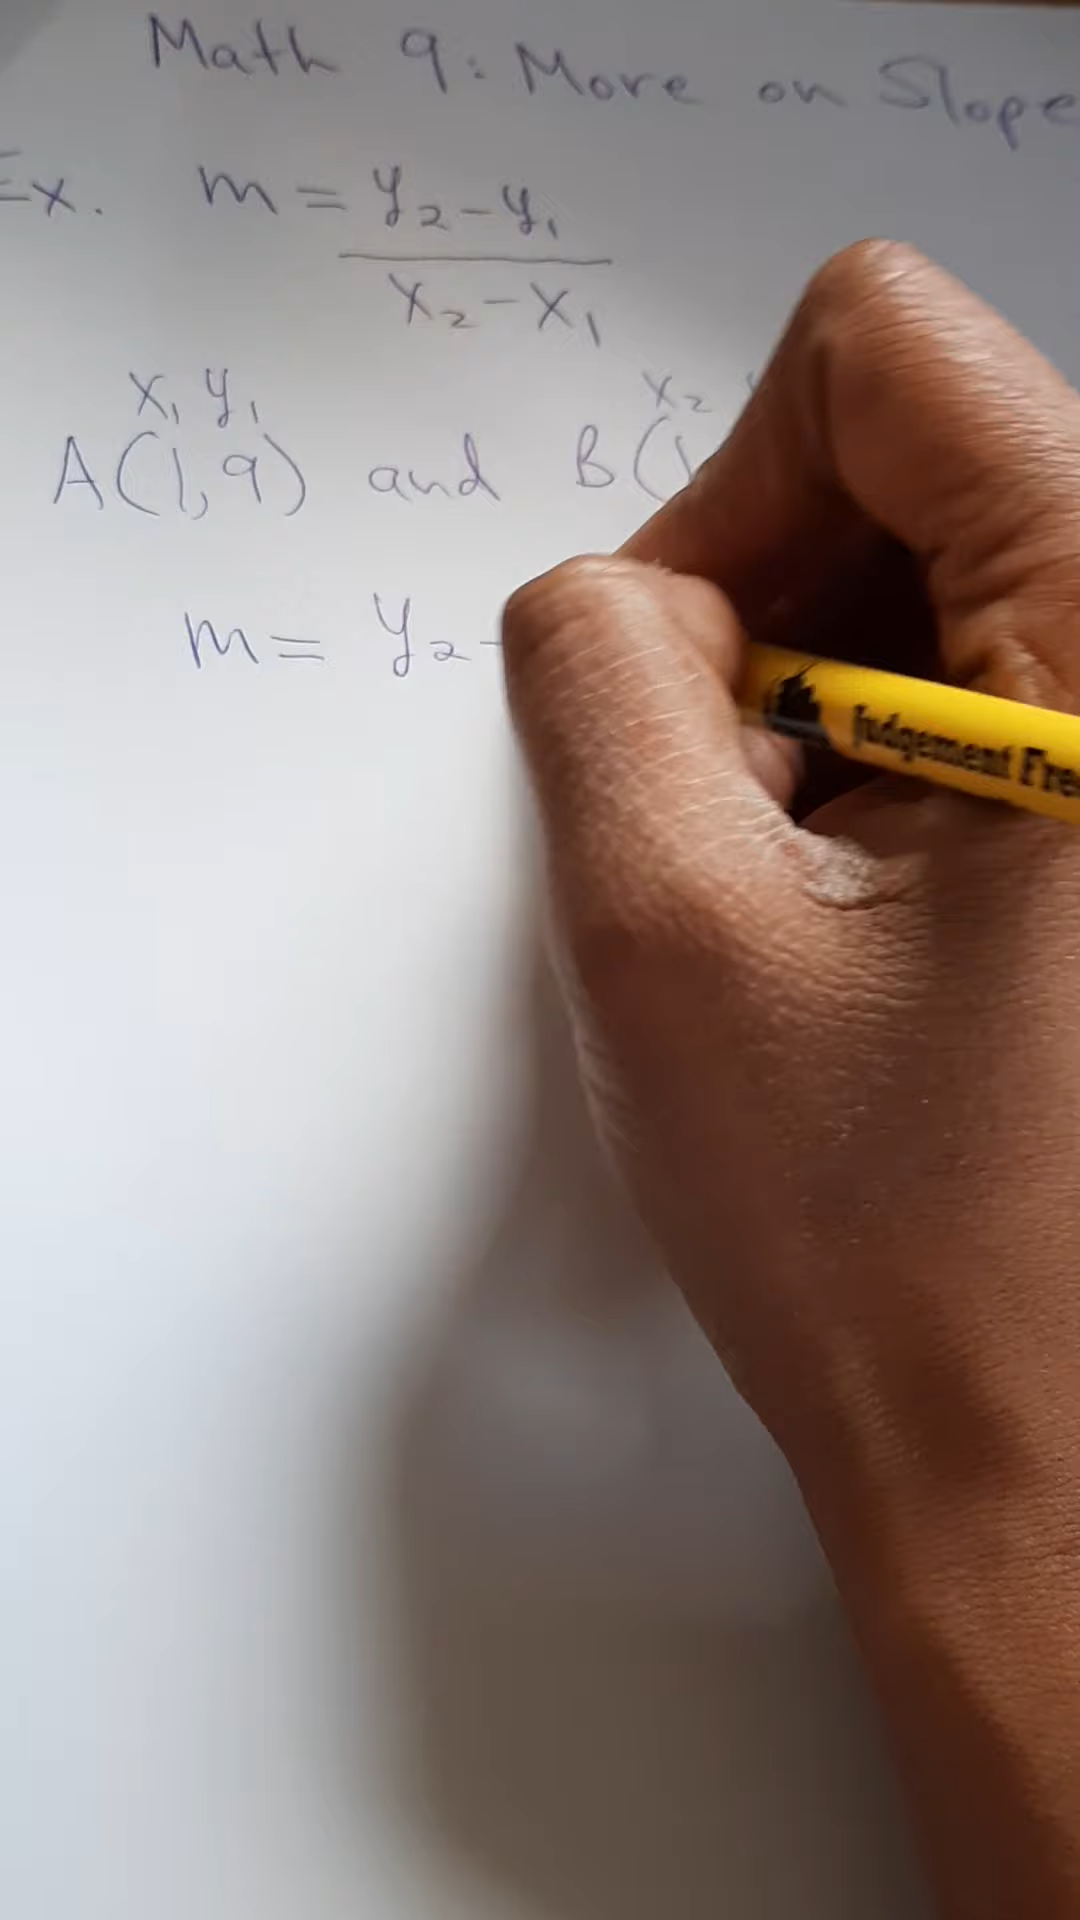 Math 9: More on Slope
Ex. m = y₂ - y₁
x₂ - x₁
x₁ y₁ x₂
A(1,9) and B(1,
m = y₂ -
Judgement Free